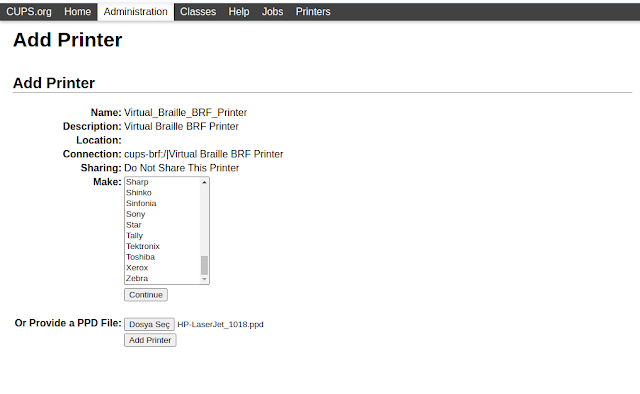 CUPS.org Home Administration Classes Help Jobs Printers
Add Printer
Add Printer
Name: Virtual_Braille_BRF_Printer
Description: Virtual Braille BRF Printer
Location:
Connection: cups-brf:/|Virtual Braille BRF Printer
Sharing: Do Not Share This Printer
Make: Sharp
Shinko
Sinfonia
Sony
Star
Tally
Tektronix
Toshiba
Xerox
Zebra
Continue
Or Provide a PPD File: Dosya Seç HP-LaserJet_1018.ppd
Add Printer